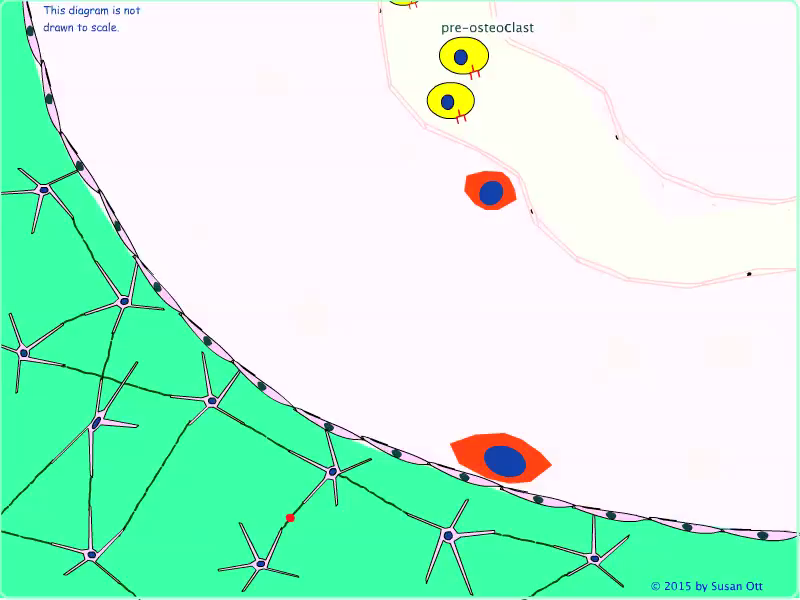 This diagram is not
drawn to scale.
pre-osteoclast
© 2015 by Susan Ott